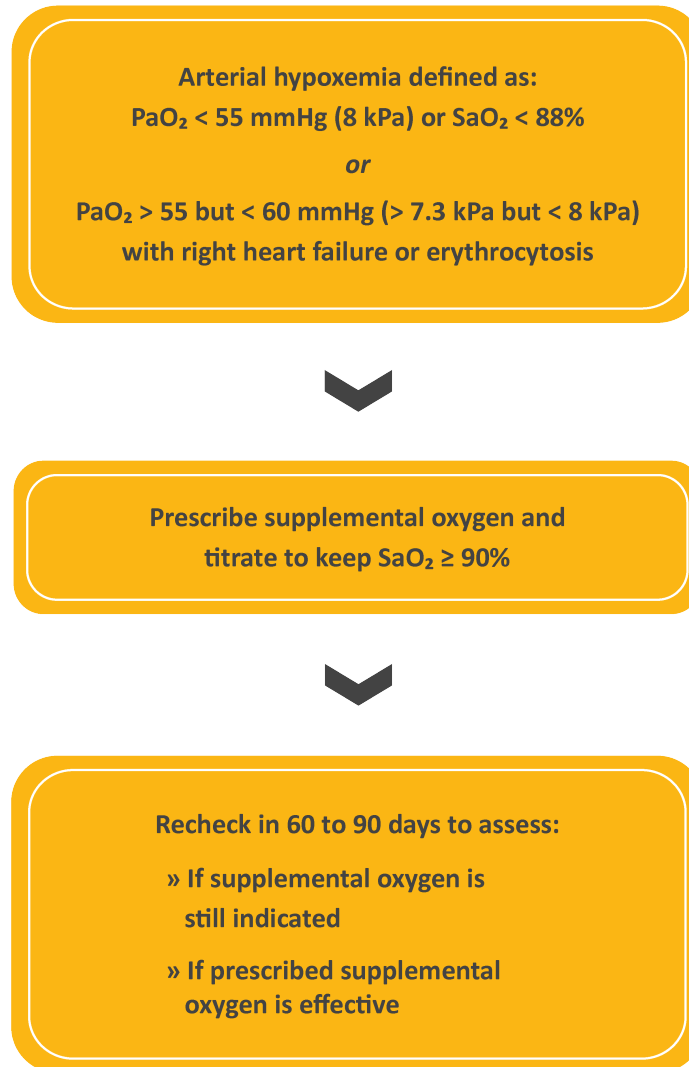 Arterial hypoxemia defined as:
PaO₂ < 55 mmHg (8 kPa) or SaO₂ < 88%
or
PaO₂ > 55 but < 60 mmHg (> 7.3 kPa but < 8 kPa)
with right heart failure or erythrocytosis
Prescribe supplemental oxygen and
titrate to keep SaO₂ ≥ 90%
Recheck in 60 to 90 days to assess:
» If supplemental oxygen is
still indicated
» If prescribed supplemental
oxygen is effective